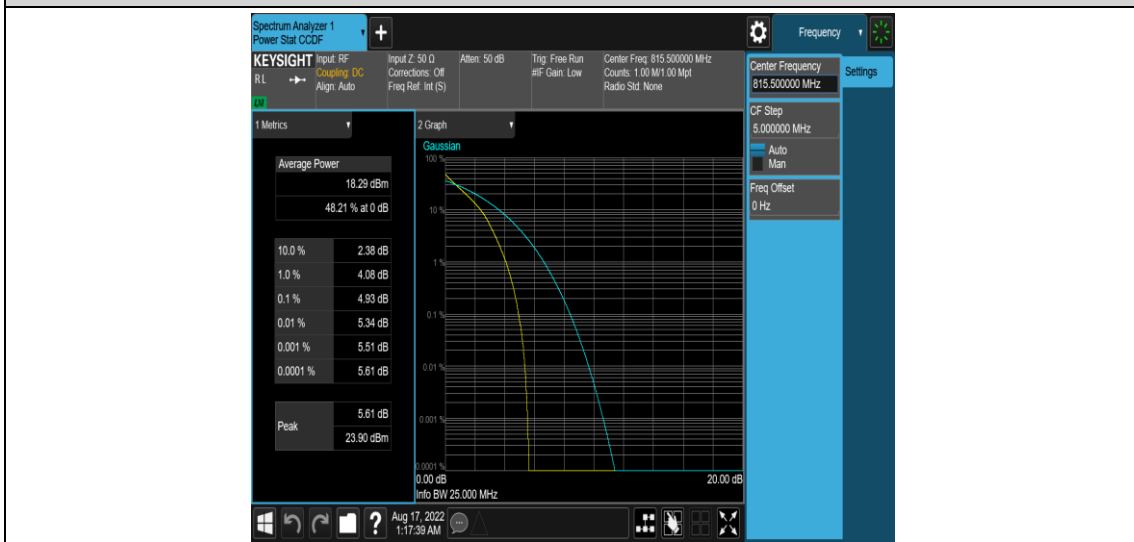 Spectrum Analyzer 1
Power Stat CCDF
+
Frequency
KEYSIGHT
R L
Input: RF
Coupling: DC
Align: Auto
Input Z: 50 Ω
Corrections: Off
Freq Ref: Int (S)
Atten: 50 dB
Trig: Free Run
#IF Gain: Low
Center Freq: 815.500000 MHz
Counts: 1.00 M/1.00 Mpt
Radio Std: None
Center Frequency
815.500000 MHz
Settings
CF Step
5.000000 MHz
Auto
Man
Freq Offset
0 Hz
1 Metrics
Average Power
18.29 dBm
48.21 % at 0 dB
10.0 % 2.38 dB
1.0 % 4.08 dB
0.1 % 4.93 dB
0.01 % 5.34 dB
0.001 % 5.51 dB
0.0001 % 5.61 dB
Peak
5.61 dB
23.90 dBm
2 Graph
Gaussian
100 %
10 %
1 %
0.1 %
0.01 %
0.001 %
0.0001 %
0.00 dB 20.00 dB
Info BW 25.000 MHz
?
Aug 17, 2022
1:17:39 AM